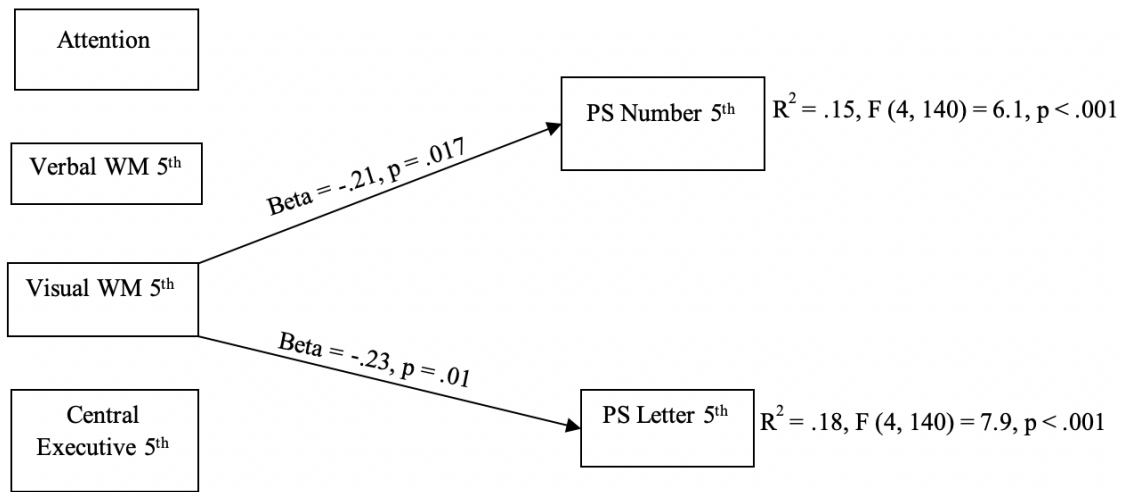 Attention
PS Number 5th
R² = .15, F (4, 140) = 6.1, p < .001
Verbal WM 5th
Beta = -.21, p = .017
Visual WM 5th
Beta = -.23, p = .01
Central
Executive 5th
PS Letter 5th
R² = .18, F (4, 140) = 7.9, p < .001